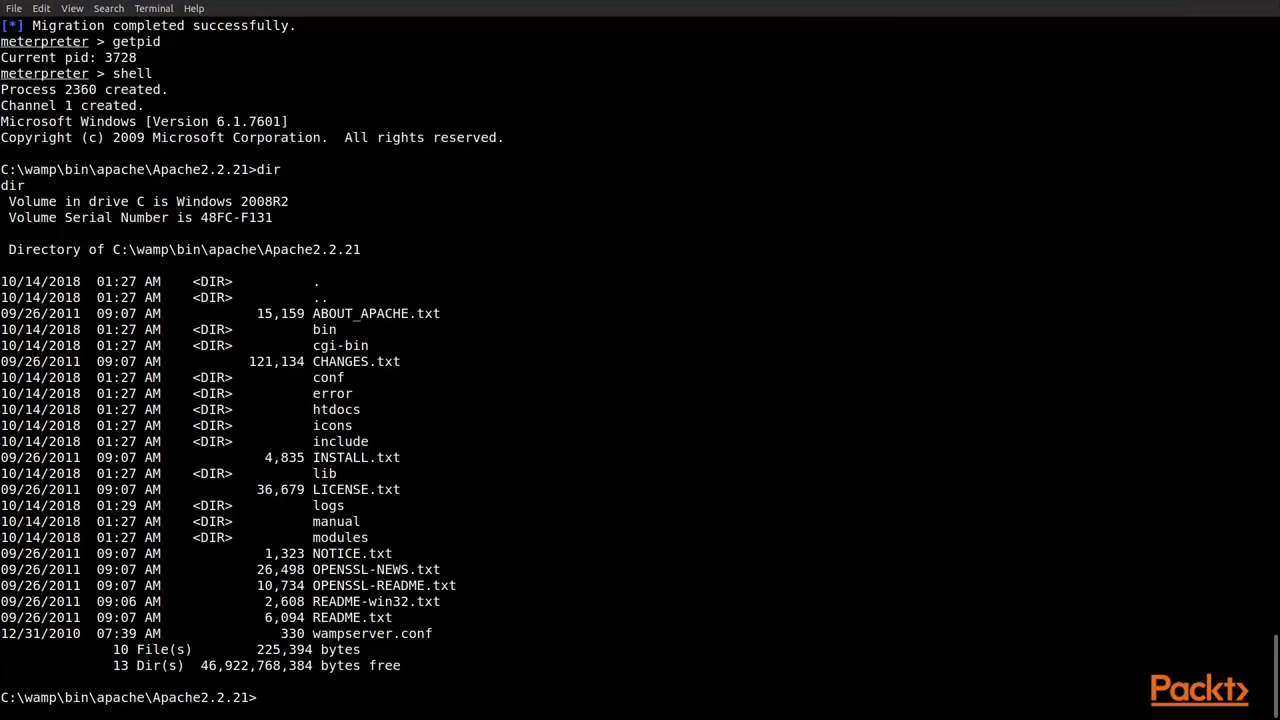 File Edit View Search Terminal Help
[*] Migration completed successfully.
meterpreter > getpid
Current pid: 3728
meterpreter > shell
Process 2360 created.
Channel 1 created.
Microsoft Windows [Version 6.1.7601]
Copyright (c) 2009 Microsoft Corporation.  All rights reserved.
C:\wamp\bin\apache\Apache2.2.21>dir
dir
 Volume in drive C is Windows 2008R2
 Volume Serial Number is 48FC-F131
 Directory of C:\wamp\bin\apache\Apache2.2.21
10/14/2018  01:27 AM    <DIR>          .
10/14/2018  01:27 AM    <DIR>          ..
09/26/2011  09:07 AM            15,159 ABOUT_APACHE.txt
10/14/2018  01:27 AM    <DIR>          bin
10/14/2018  01:27 AM    <DIR>          cgi-bin
09/26/2011  09:07 AM           121,134 CHANGES.txt
10/14/2018  01:27 AM    <DIR>          conf
10/14/2018  01:27 AM    <DIR>          error
10/14/2018  01:27 AM    <DIR>          htdocs
10/14/2018  01:27 AM    <DIR>          icons
10/14/2018  01:27 AM    <DIR>          include
09/26/2011  09:07 AM             4,835 INSTALL.txt
10/14/2018  01:27 AM    <DIR>          lib
09/26/2011  09:07 AM            36,679 LICENSE.txt
10/14/2018  01:29 AM    <DIR>          logs
10/14/2018  01:27 AM    <DIR>          manual
10/14/2018  01:27 AM    <DIR>          modules
09/26/2011  09:07 AM             1,323 NOTICE.txt
09/26/2011  09:07 AM            26,498 OPENSSL-NEWS.txt
09/26/2011  09:07 AM            10,734 OPENSSL-README.txt
09/26/2011  09:06 AM             2,608 README-win32.txt
09/26/2011  09:07 AM             6,094 README.txt
12/31/2010  07:39 AM               330 wampserver.conf
              10 File(s)        225,394 bytes
              13 Dir(s)  46,922,768,384 bytes free
C:\wamp\bin\apache\Apache2.2.21>
Packt>